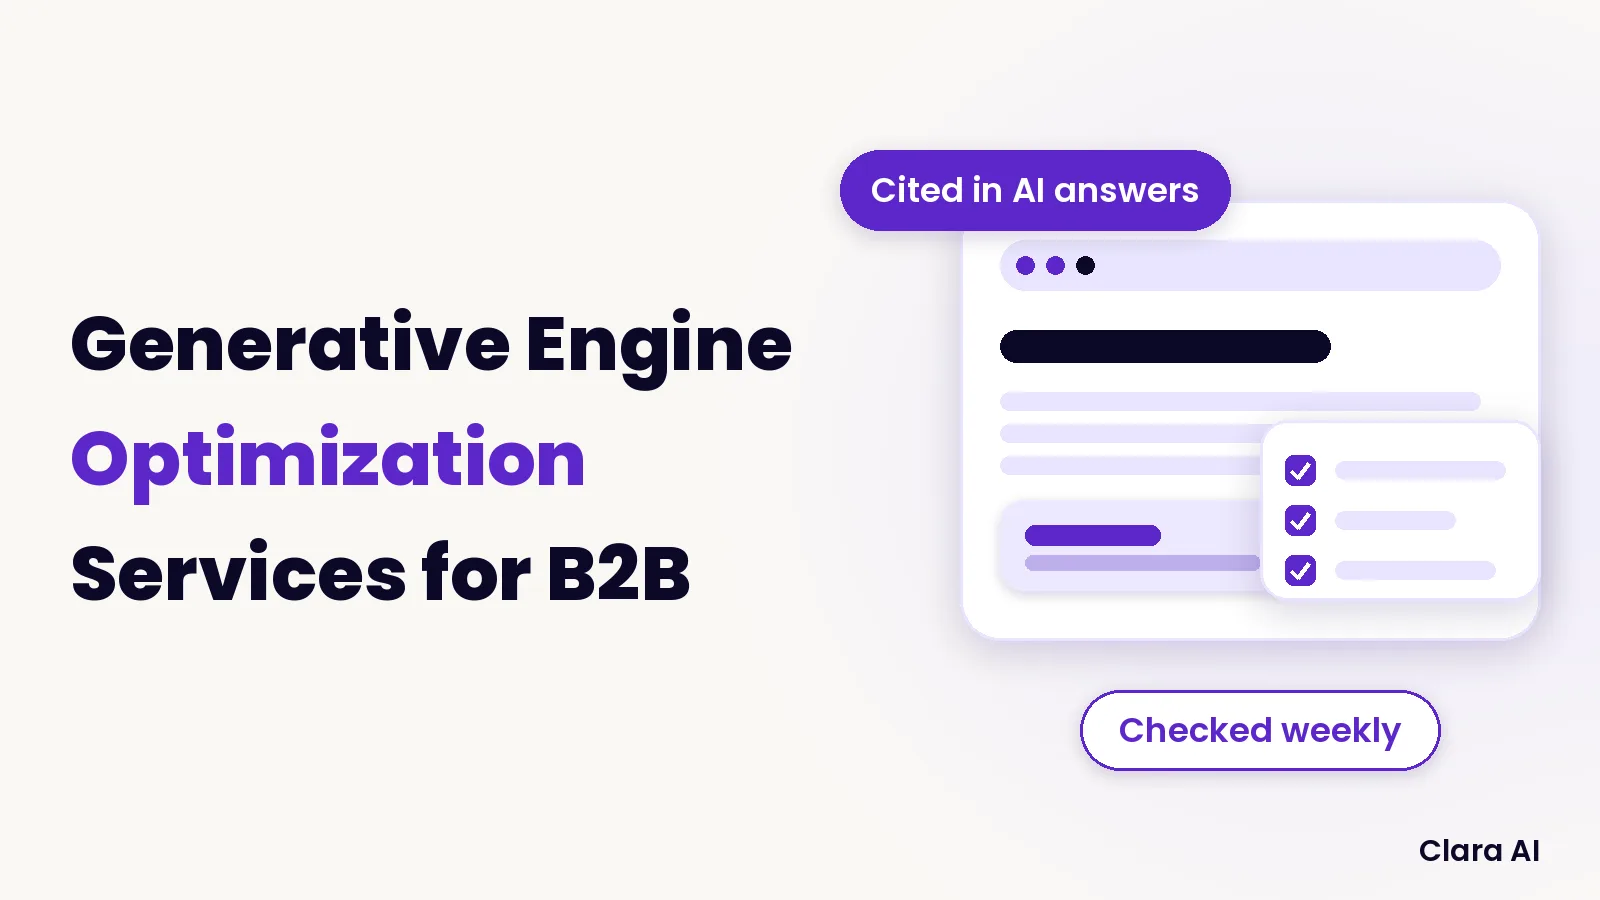 Generative Engine
Optimization
Services for B2B
Cited in AI answers
Checked weekly
Clara AI